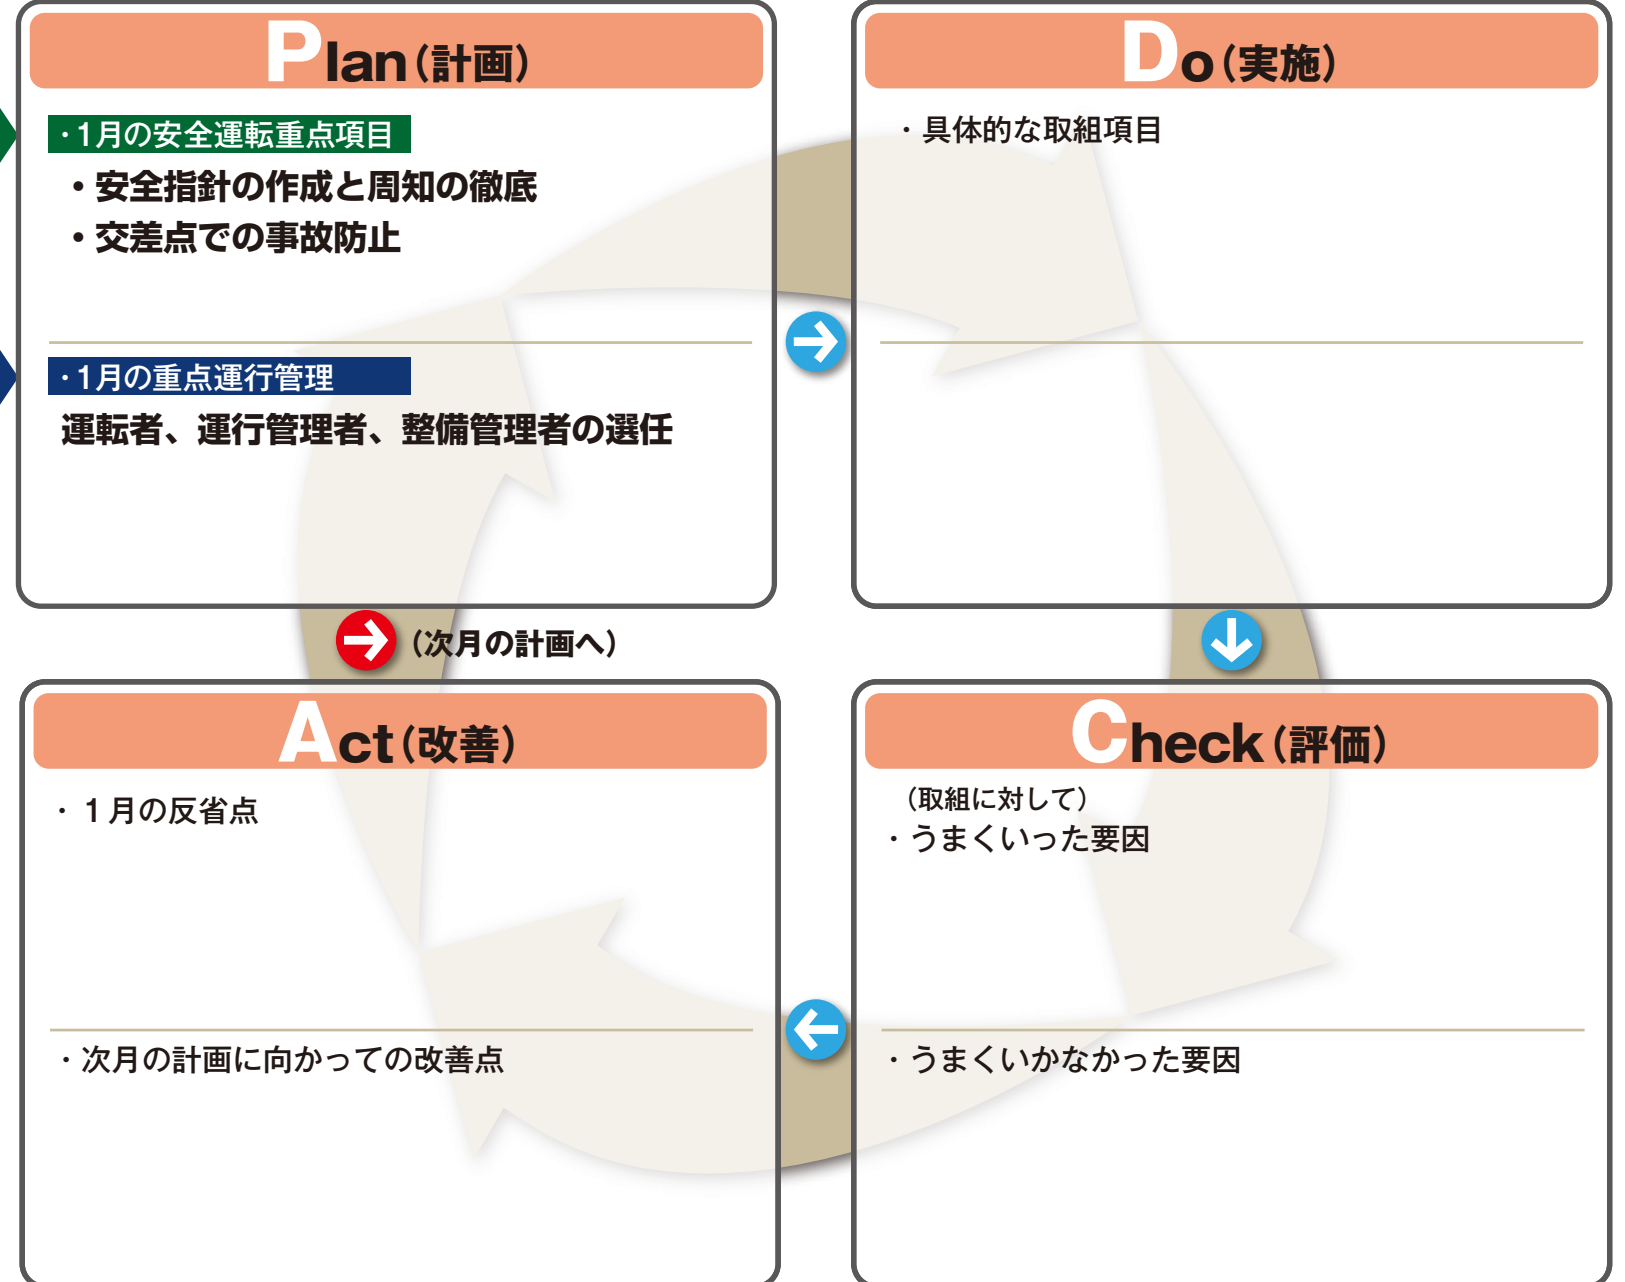 Plan(計画)
・1月の安全運転重点項目
・安全指針の作成と周知の徹底
・交差点での事故防止
・1月の重点運行管理
運転者、運行管理者、整備管理者の選任
Do(実施)
・具体的な取組項目
(次月の計画へ)
Act(改善)
・1月の反省点
・次月の計画に向かっての改善点
Check(評価)
(取組に対して)
・うまくいった要因
・うまくいかなかった要因